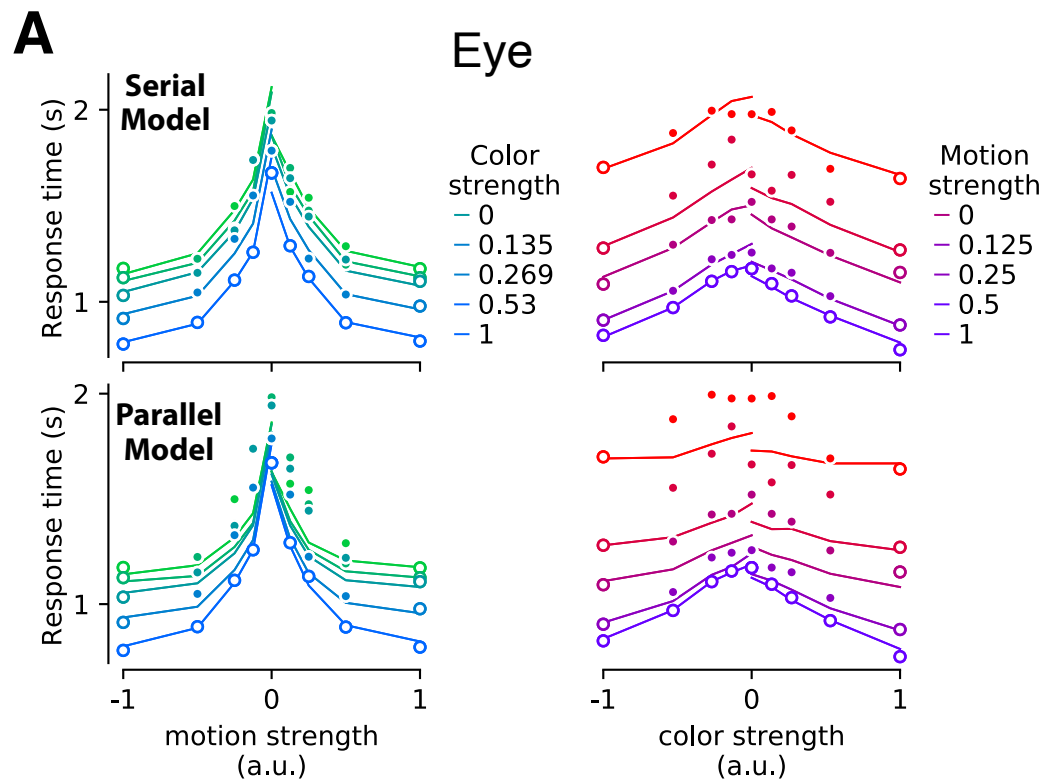 A
Eye
Serial
Model
Response time (s)
2
1
Color
strength
0
0.135
0.269
0.53
1
Motion
strength
0
0.125
0.25
0.5
1
Parallel
Model
Response time (s)
2
1
-1 0 1
motion strength
(a.u.)
-1 0 1
color strength
(a.u.)